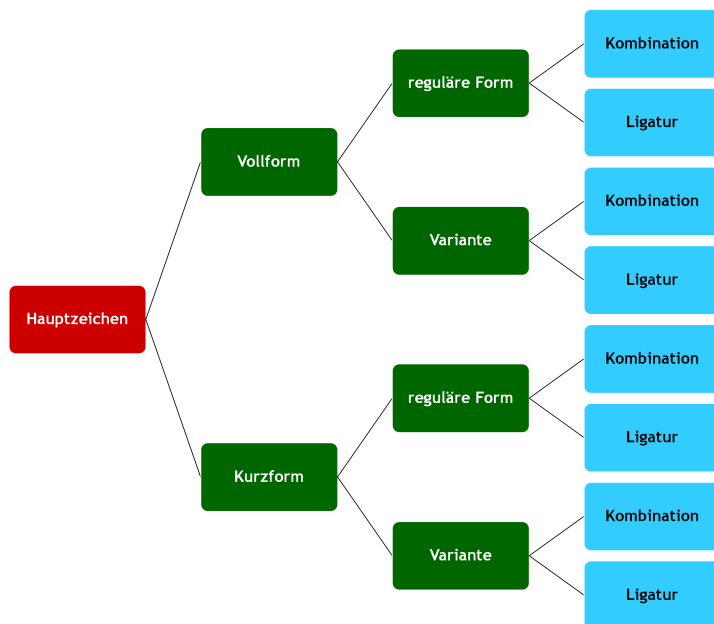 Hauptzeichen
Vollform
reguläre Form
Kombination
Ligatur
Variante
Kombination
Ligatur
Kurzform
reguläre Form
Kombination
Ligatur
Variante
Kombination
Ligatur